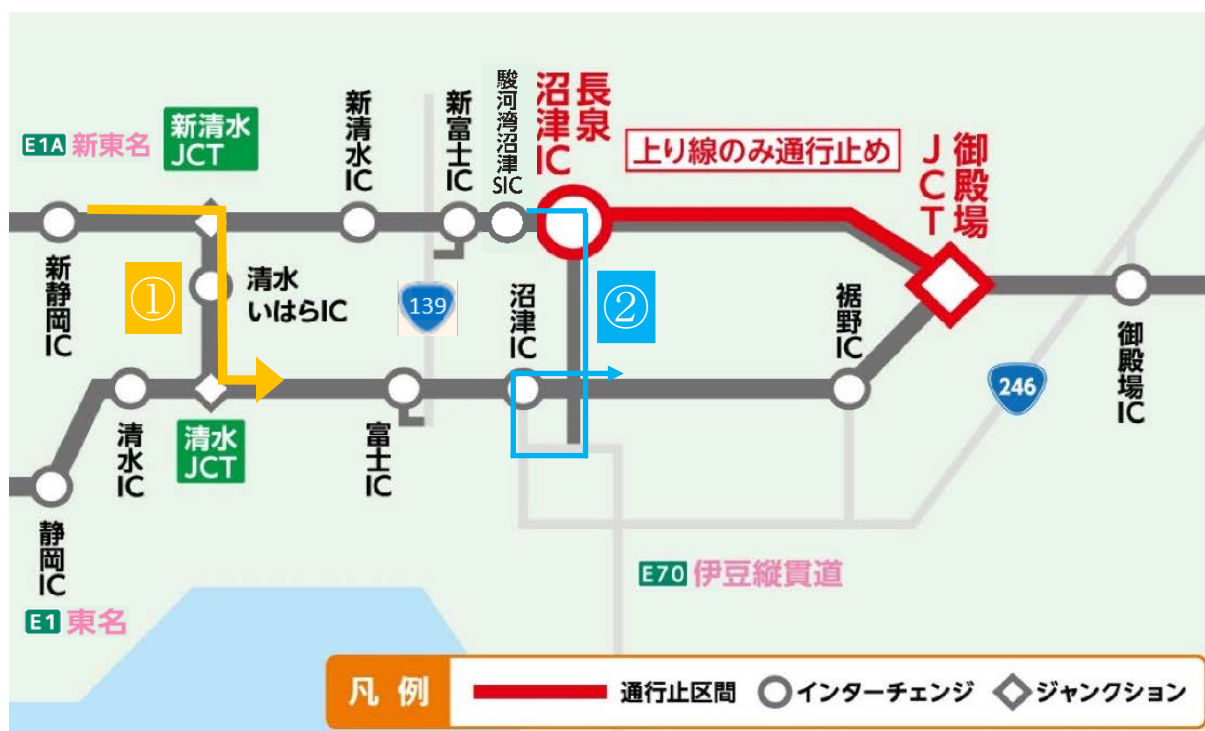 E1A 新東名
新清水
JCT
新清水IC
新富士IC
駿河湾沼津SIC
長泉
沼津IC
上り線のみ通行止め
御殿場
JCT
新静岡IC
①
清水
いはらIC
139
沼津IC
②
裾野IC
246
御殿場IC
清水IC
清水
JCT
富士IC
静岡IC
E1 東名
E70 伊豆縦貫道
凡例
通行止区間
インターチェンジ
ジャンクション